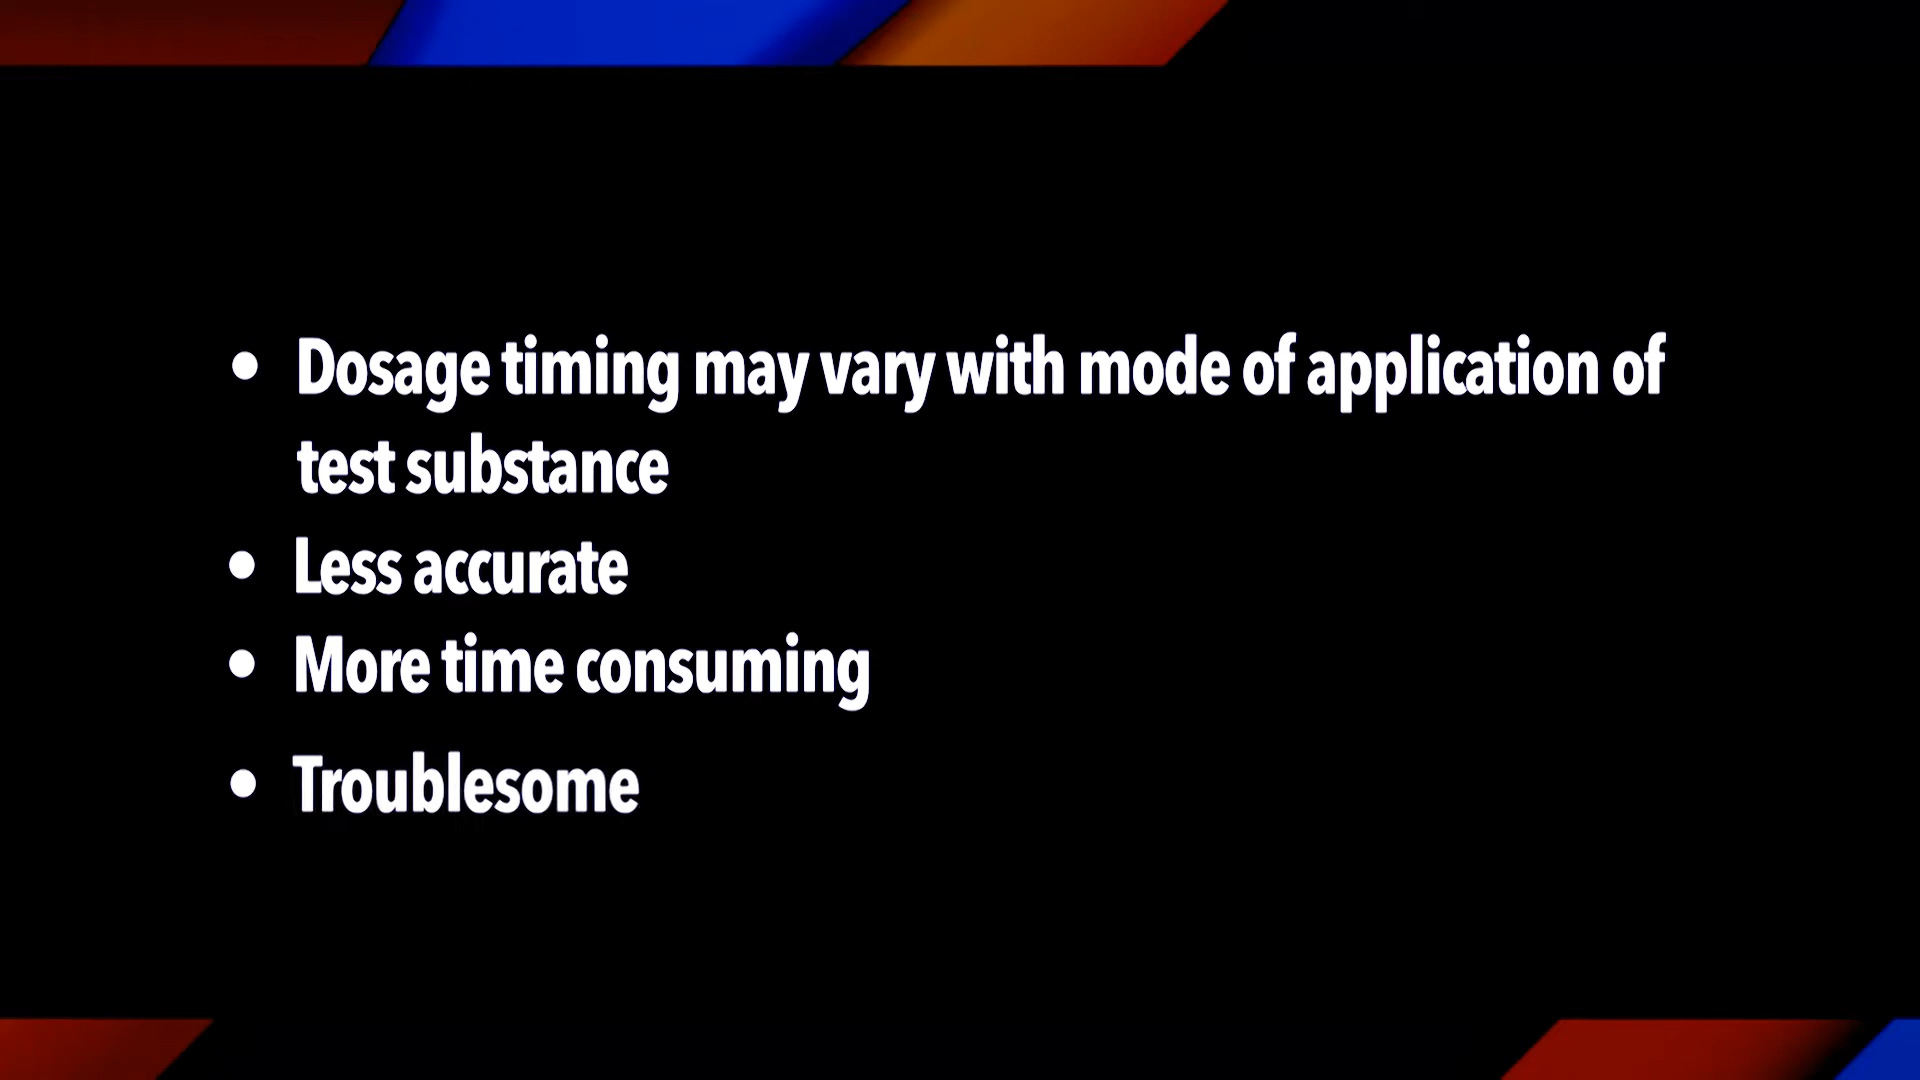 • Dosage timing may vary with mode of application of
test substance
• Less accurate
• More time consuming
• Troublesome